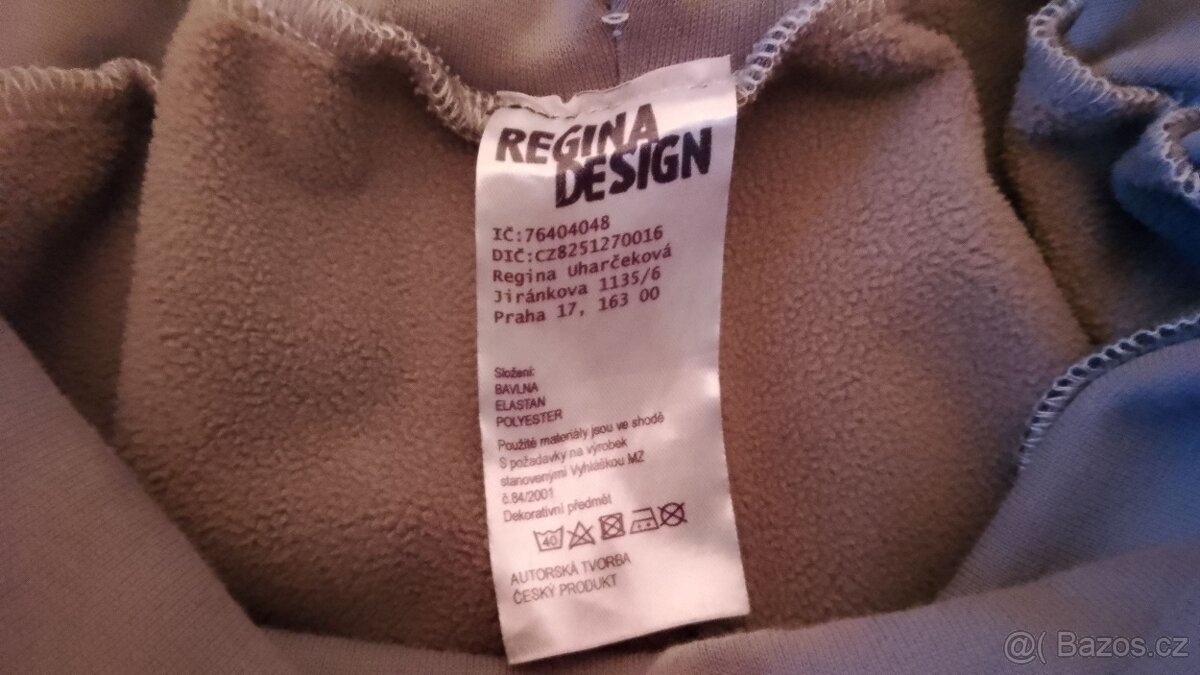 REGINA
DESIGN
IČ:76404048
DIČ:CZ8251270016
Regina Uharčeková
Jiránkova 1135/6
Praha 17, 163 00
Složení:
BAVLNA
ELASTAN
POLYESTER
Použité materiály jsou ve shodě
S požadavky na výrobek
stanovenými Vyhláškou MZ
č.84/2001
Dekorativní předmět
40
AUTORSKÁ TVORBA
ČESKÝ PRODUKT
@( Bazos.cz